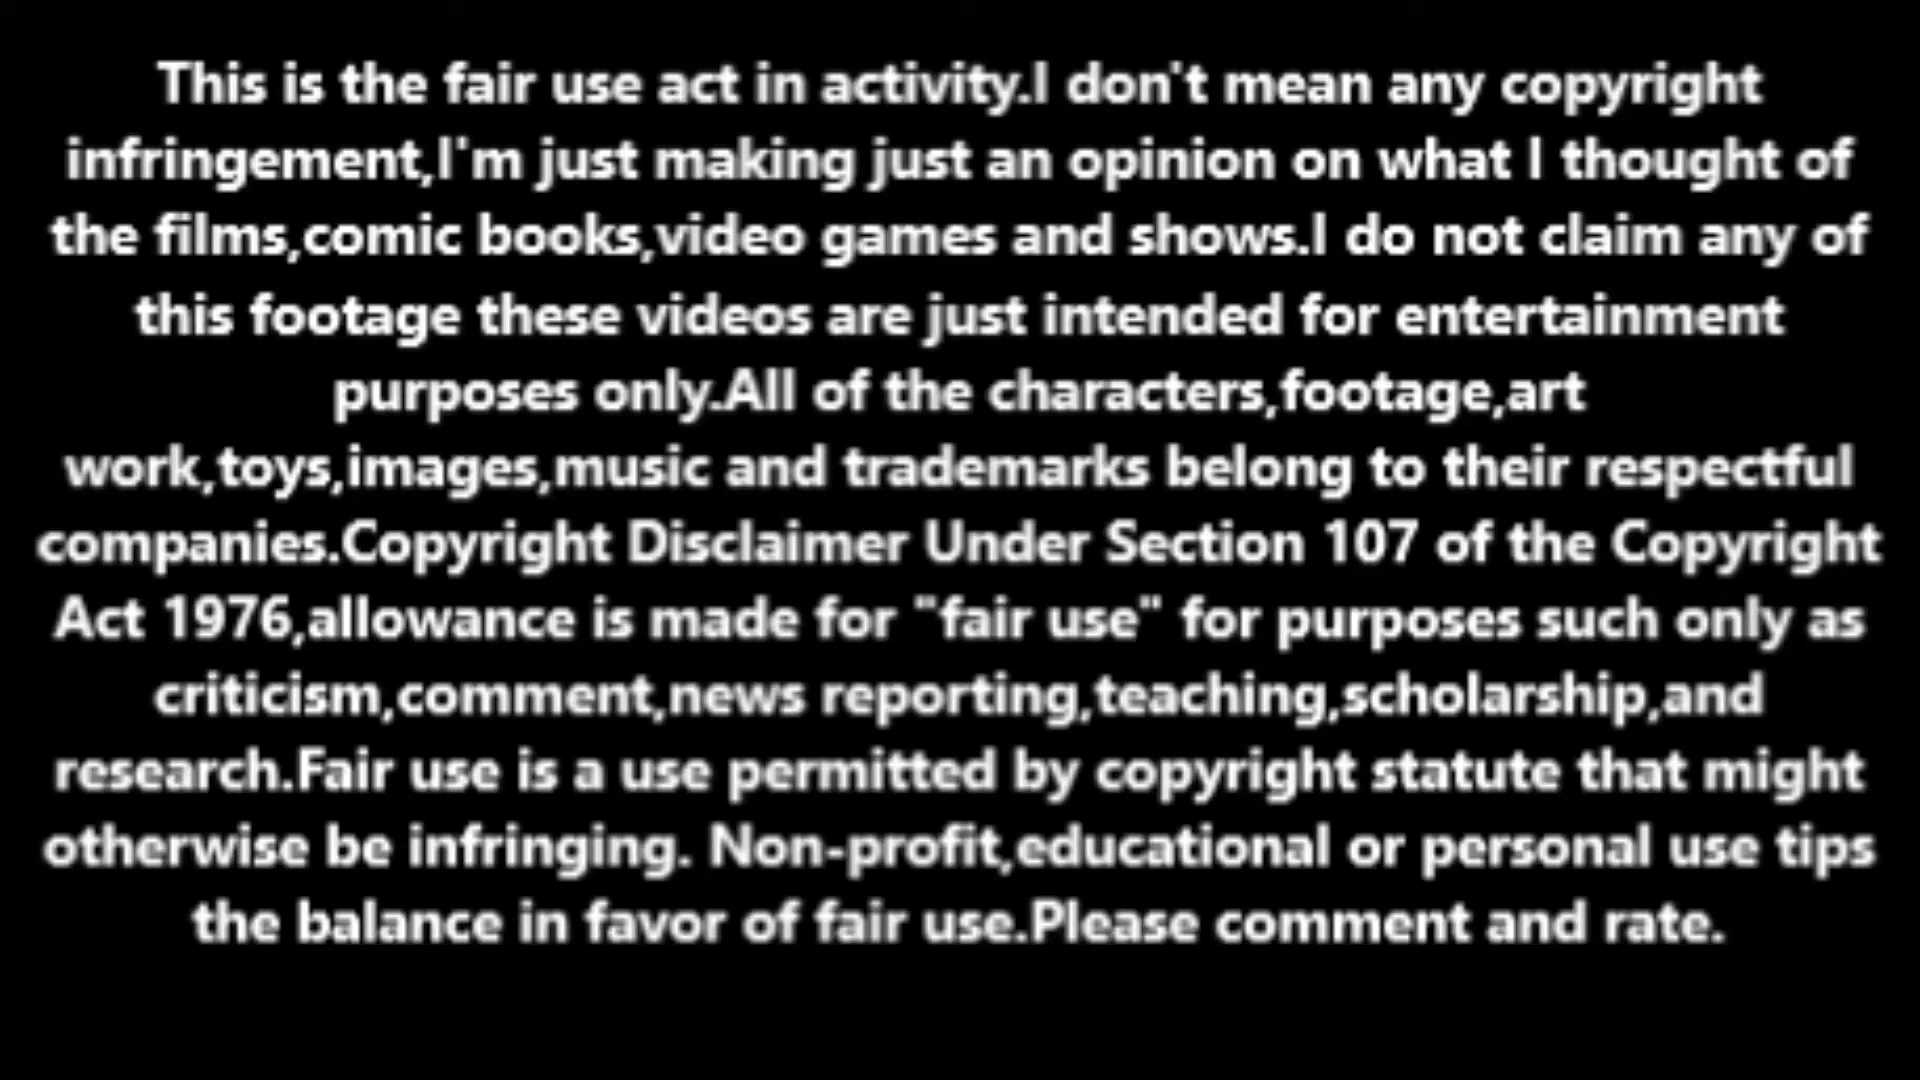 This is the fair use act in activity.I don't mean any copyright
infringement,I'm just making just an opinion on what I thought of
the films,comic books,video games and shows.I do not claim any of
this footage these videos are just intended for entertainment
purposes only.All of the characters,footage,art
work,toys,images,music and trademarks belong to their respectful
companies.Copyright Disclaimer Under Section 107 of the Copyright
Act 1976,allowance is made for "fair use" for purposes such only as
criticism,comment,news reporting,teaching,scholarship,and
research.Fair use is a use permitted by copyright statute that might
otherwise be infringing. Non-profit,educational or personal use tips
the balance in favor of fair use.Please comment and rate.